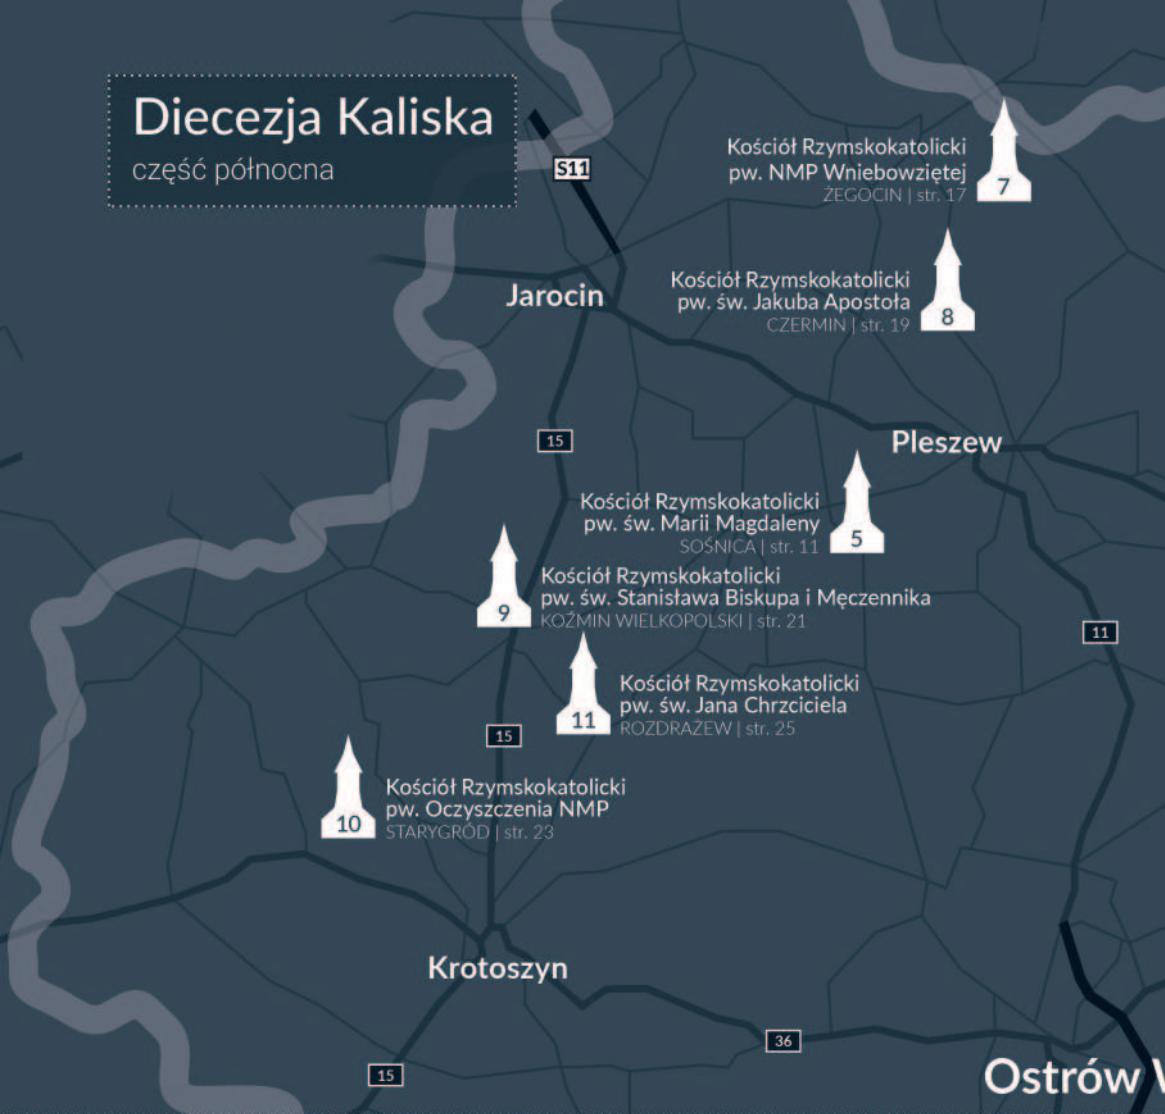 Diecezja Kaliska
część północna
S11
Kościół Rzymskokatolicki
pw. NMP Wniebowziętej
ŻEGOCIN | str. 17
7
Kościół Rzymskokatolicki
pw. św. Jakuba Apostoła
CZERMIN | str. 19
8
Jarocin
15
Pleszew
Kościół Rzymskokatolicki
pw. św. Marii Magdaleny
SOŚNICA | str. 11
5
Kościół Rzymskokatolicki
pw. św. Stanisława Biskupa i Męczennika
KOŹMIN WIELKOPOLSKI | str. 21
9
11
Kościół Rzymskokatolicki
pw. św. Jana Chrzciciela
ROZDRAŻEW | str. 25
11
15
Kościół Rzymskokatolicki
pw. Oczyszczenia NMP
STARYGRÓD | str. 23
10
Krotoszyn
36
15
Ostrów